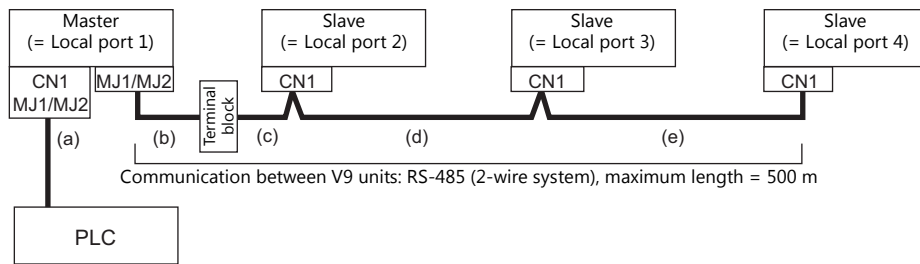 Master
(= Local port 1)
Slave
(= Local port 2)
Slave
(= Local port 3)
Slave
(= Local port 4)
CN1
MJ1/MJ2
MJ1/MJ2
CN1
CN1
CN1
Terminal
block
(a)
(b)
(c)
(d)
(e)
Communication between V9 units: RS-485 (2-wire system), maximum length = 500 m
PLC